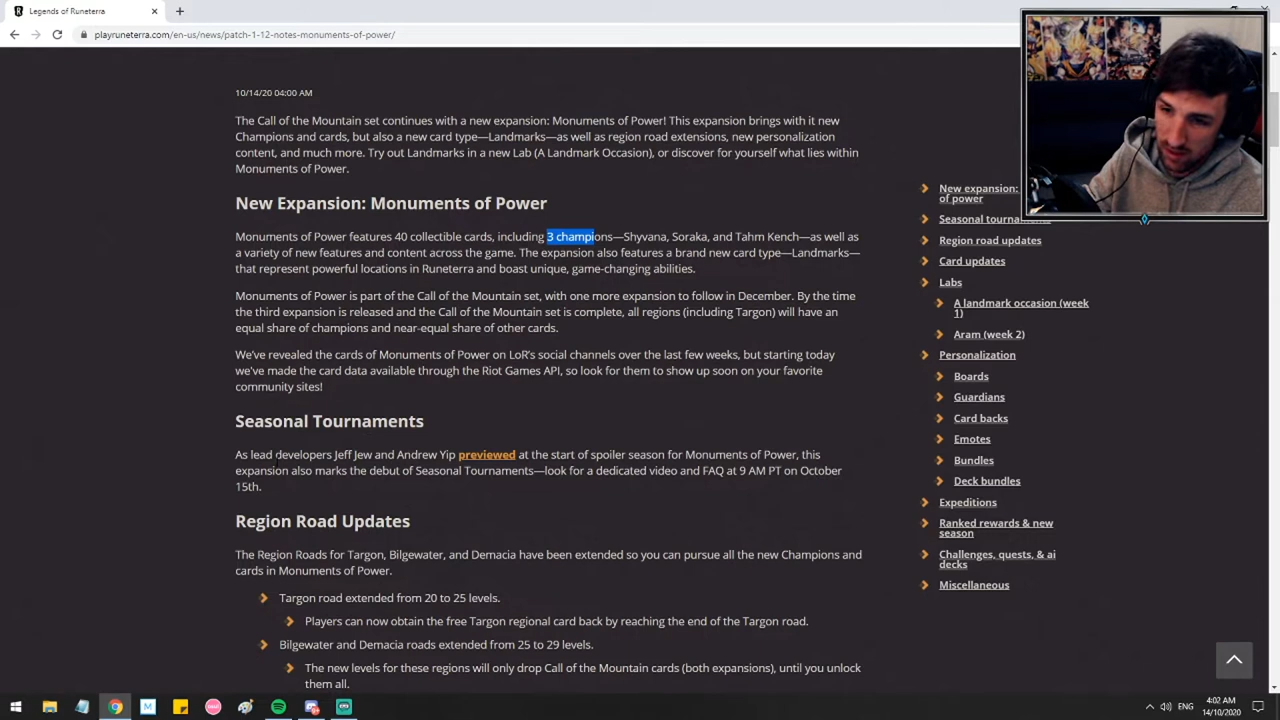 Legends of Runeterra
playruneterra.com/en-us/news/patch-1-12-notes-monuments-of-power/
10/14/20 04:00 AM
The Call of the Mountain set continues with a new expansion: Monuments of Power! This expansion brings with it new
Champions and cards, but also a new card type—Landmarks—as well as region road extensions, new personalization
content, and much more. Try out Landmarks in a new Lab (A Landmark Occasion), or discover for yourself what lies within
Monuments of Power.
New Expansion: Monuments of Power
Monuments of Power features 40 collectible cards, including 3 champions—Shyvana, Soraka, and Tahm Kench—as well as
a variety of new features and content across the game. The expansion also features a brand new card type—Landmarks—
that represent powerful locations in Runeterra and boast unique, game-changing abilities.
Monuments of Power is part of the Call of the Mountain set, with one more expansion to follow in December. By the time
the third expansion is released and the Call of the Mountain set is complete, all regions (including Targon) will have an
equal share of champions and near-equal share of other cards.
We've revealed the cards of Monuments of Power on LoR's social channels over the last few weeks, but starting today
we've made the card data available through the Riot Games API, so look for them to show up soon on your favorite
community sites!
Seasonal Tournaments
As lead developers Jeff Jew and Andrew Yip previewed at the start of spoiler season for Monuments of Power, this
expansion also marks the debut of Seasonal Tournaments—look for a dedicated video and FAQ at 9 AM PT on October
15th.
Region Road Updates
The Region Roads for Targon, Bilgewater, and Demacia have been extended so you can pursue all the new Champions and
cards in Monuments of Power.
Targon road extended from 20 to 25 levels.
Players can now obtain the free Targon regional card back by reaching the end of the Targon road.
Bilgewater and Demacia roads extended from 25 to 29 levels.
The new levels for these regions will only drop Call of the Mountain cards (both expansions), until you unlock
them all.
New expansion:
of power
Seasonal
Region road updates
Card updates
Labs
A landmark occasion (week
1)
Aram (week 2)
Personalization
Boards
Guardians
Card backs
Emotes
Bundles
Deck bundles
Expeditions
Ranked rewards & new
season
Challenges, quests, & ai
decks
Miscellaneous
ENG
4:02 AM
14/10/2020